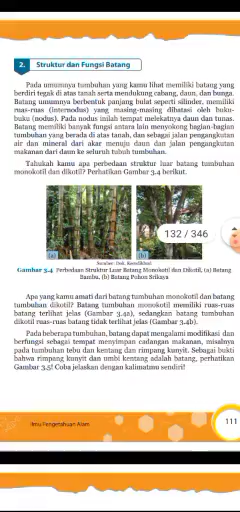 2. Struktur dan Fungsi Batang
Pada umumnya tumbuhan yang kamu lihat memiliki batang yang
berdiri tegak di atas tanah serta mendukung cabang, daun, dan bunga.
Batang umumnya berbentuk panjang bulat seperti silinder, memiliki
ruas-ruas (internodus) yang masing-masing dibatasi oleh buku-
buku (nodus). Pada nodus inilah tempat melekatnya daun dan tunas.
Batang memiliki banyak fungsi antara lain menyokong bagian-bagian
tumbuhan yang berada di atas tanah, dan sebagai jalan pengangkutan
air dan mineral dari akar menuju daun dan jalan pengangkutan
makanan dari daun ke seluruh tubuh tumbuhan.
Tahukah kamu apa perbedaan struktur luar batang tumbuhan
monokotil dan dikotil? Perhatikan Gambar 3.4 berikut.
132 / 346
(a)
(b)
Sumber: Dok. Kemdikbud
Gambar 3.4 Perbedaan Struktur Luar Batang Monokotil dan Dikotil, (a) Batang
Bambu, (b) Batang Pohon Srikaya
Apa yang kamu amati dari batang tumbuhan monokotil dan batang
tumbuhan dikotil? Batang tumbuhan monokotil memiliki ruas-ruas
batang terlihat jelas (Gambar 3.4a), sedangkan batang tumbuhan
dikotil ruas-ruas batang tidak terlihat jelas (Gambar 3.4b).
Pada beberapa tumbuhan, batang dapat mengalami modifikasi dan
berfungsi sebagai tempat menyimpan cadangan makanan, misalnya
pada tumbuhan tebu dan kentang dan rimpang kunyit. Sebagai bukti
bahwa rimpang kunyit dan umbi kentang adalah batang, perhatikan
Gambar 3.5! Coba jelaskan dengan kalimatmu sendiri!
Ilmu Pengetahuan Alam
111